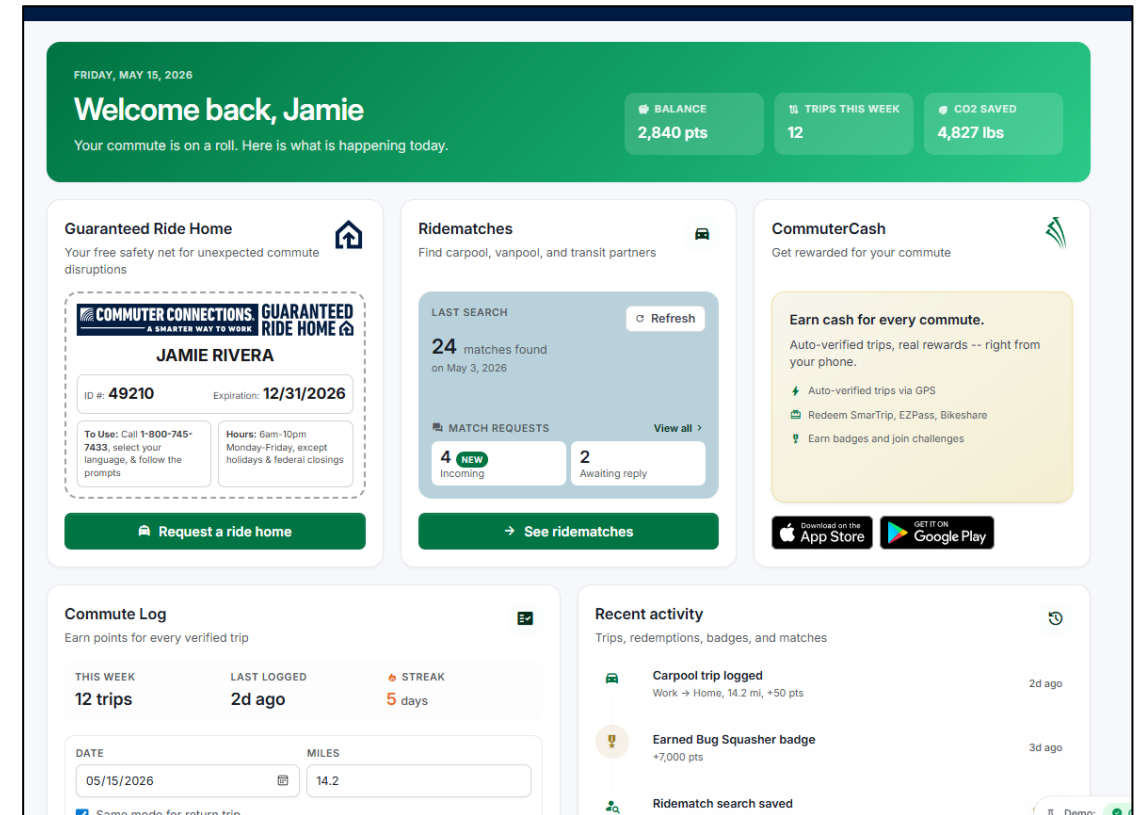 FRIDAY, MAY 15, 2026
Welcome back, Jamie
Your commute is on a roll. Here is what is happening today.
BALANCE
2,840 pts
TRIPS THIS WEEK
12
CO2 SAVED
4,827 lbs
Guaranteed Ride Home
Your free safety net for unexpected commute
disruptions
COMMUTER CONNECTIONS.
A SMARTER WAY TO WORK
GUARANTEED
RIDE HOME
JAMIE RIVERA
ID #: 49210
Expiration: 12/31/2026
To Use: Call 1-800-745-
7433, select your
language, & follow the
prompts
Hours: 6am-10pm
Monday-Friday, except
holidays & federal closings
Request a ride home
Ridematches
Find carpool, vanpool, and transit partners
LAST SEARCH
Refresh
24 matches found
on May 3, 2026
MATCH REQUESTS
View all
4 NEW
Incoming
2
Awaiting reply
See ridematches
CommuterCash
Get rewarded for your commute
Earn cash for every commute.
Auto-verified trips, real rewards -- right from
your phone.
Auto-verified trips via GPS
Redeem SmarTrip, EZPass, Bikeshare
Earn badges and join challenges
Download on the
App Store
GET IT ON
Google Play
Commute Log
Earn points for every verified trip
THIS WEEK
12 trips
LAST LOGGED
2d ago
STREAK
5 days
DATE
05/15/2026
MILES
14.2
Same mode for return trip
Recent activity
Trips, redemptions, badges, and matches
Carpool trip logged
Work → Home, 14.2 mi, +50 pts
2d ago
Earned Bug Squasher badge
+7,000 pts
3d ago
Ridematch search saved
Demo: